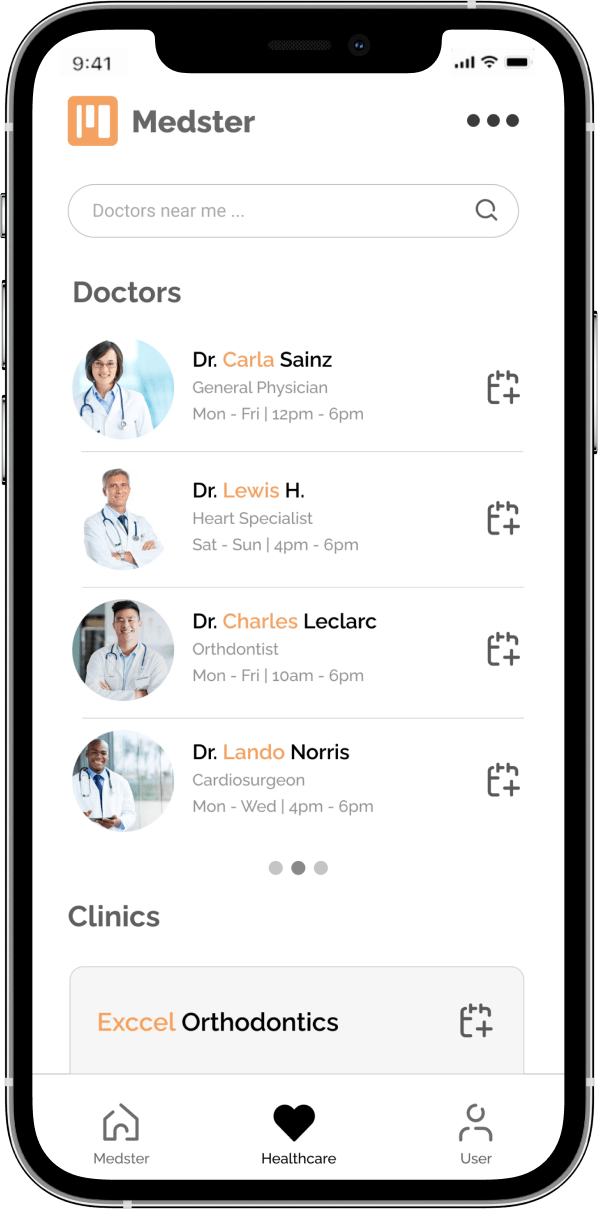 9:41
Medster
Doctors near me ...
Doctors
Dr. Carla Sainz
General Physician
Mon - Fri | 12pm - 6pm
Dr. Lewis H.
Heart Specialist
Sat - Sun | 4pm - 6pm
Dr. Charles Leclarc
Orthdontist
Mon - Fri | 10am - 6pm
Dr. Lando Norris
Cardiosurgeon
Mon - Wed | 4pm - 6pm
Clinics
Exccel Orthodontics
Medster
Healthcare
User